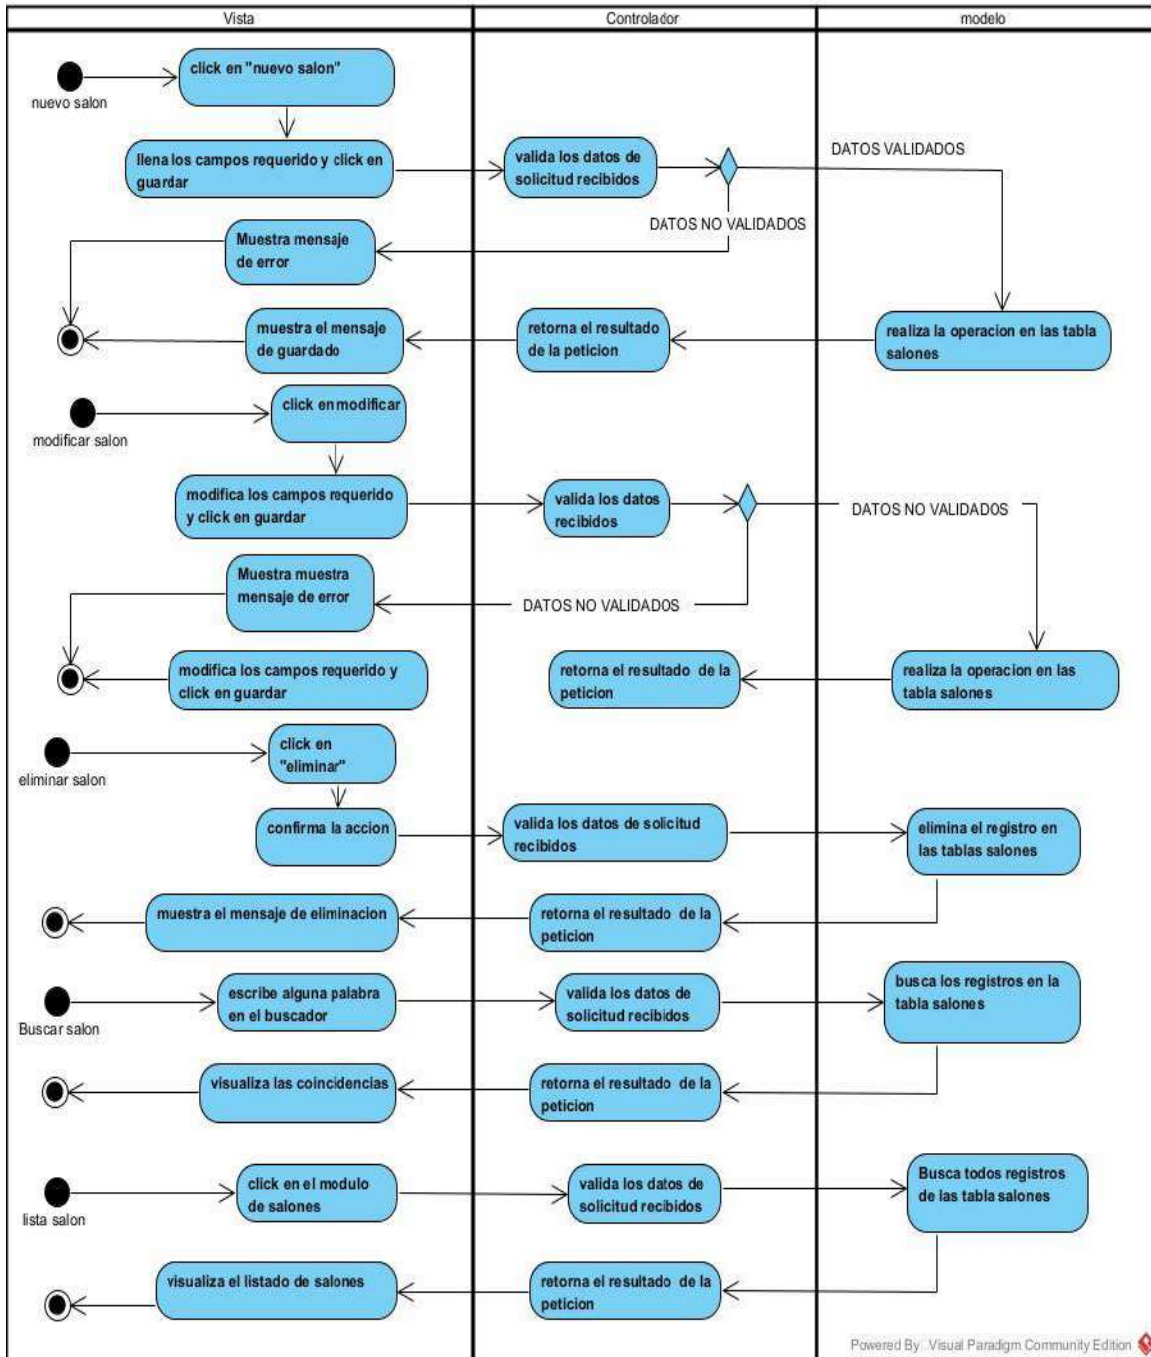 Vista
Controlador
modelo
click en "nuevo salon"
nuevo salon
llena los campos requerido y click en
guardar
valida los datos de
solicitud recibidos
DATOS VALIDADOS
DATOS NO VALIDADOS
Muestra mensaje
de error
muestra el mensaje
de guardado
retorna el resultado
de la peticion
realiza la operacion en las tabla
salones
click en modificar
modificar salon
modifica los campos requerido
y click en guardar
valida los datos
recibidos
DATOS NO VALIDADOS
Muestra muestra
mensaje de error
DATOS NO VALIDADOS
modifica los campos requerido y
click en guardar
retorna el resultado de la
peticion
realiza la operacion en las
tabla salones
click en
"eliminar"
eliminar salon
confirma la accion
valida los datos de solicitud
recibidos
elimina el registro en
las tablas salones
muestra el mensaje de eliminacion
retorna el resultado de la
peticion
escribe alguna palabra
en el buscador
Buscar salon
valida los datos de
solicitud recibidos
busca los registros en la
tabla salones
visualiza las coincidencias
retorna el resultado de la
peticion
click en el modulo
de salones
lista salon
valida los datos de
solicitud recibidos
Busca todos registros
de las tabla salones
visualiza el listado de salones
retorna el resultado de la
peticion
Powered By: Visual Paradigm Community Edition